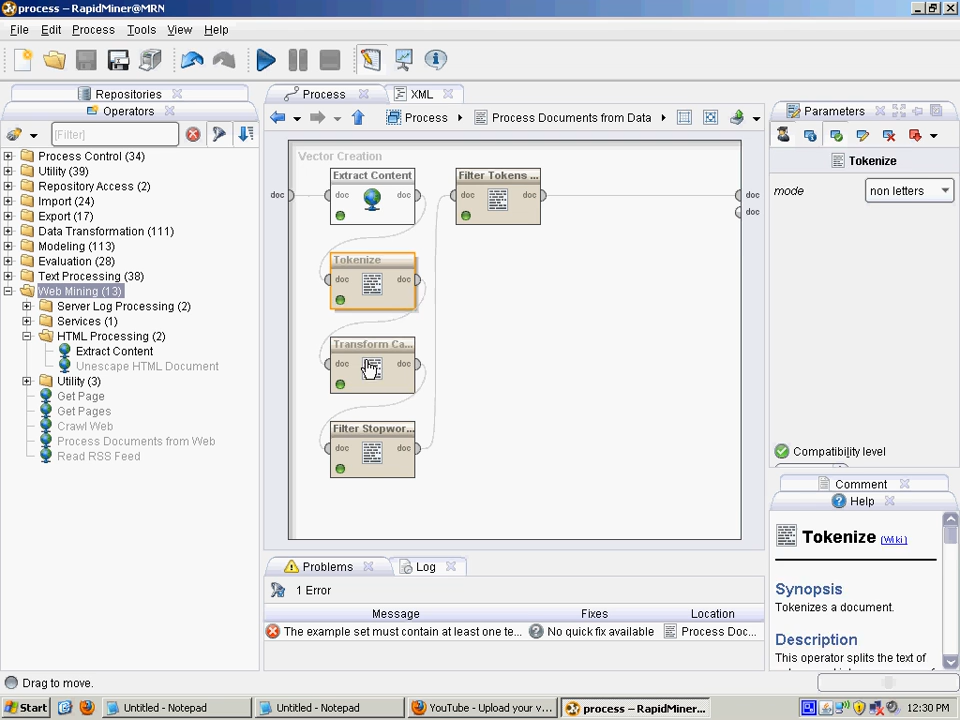 process – RapidMiner@MRN
File Edit Process Tools View Help
Repositories
Operators
[Filter]
Process Control (34)
Utility (39)
Repository Access (2)
Import (24)
Export (17)
Data Transformation (111)
Modeling (113)
Evaluation (28)
Text Processing (38)
Web Mining (13)
Server Log Processing (2)
Services (1)
HTML Processing (2)
Extract Content
Unescape HTML Document
Utility (3)
Get Page
Get Pages
Crawl Web
Process Documents from Web
Read RSS Feed
Process XML
Process Process Documents from Data
Vector Creation
Extract Content Filter Tokens ...
doc doc doc doc doc doc
doc
Tokenize
doc doc
Transform Ca...
doc doc
Filter Stopwor...
doc doc
Problems Log
1 Error
Message Fixes Location
The example set must contain at least one te... No quick fix available Process Doc...
Parameters
Tokenize
mode non letters
Compatibility level
Comment
Help
Tokenize (Wiki)
Synopsis
Tokenizes a document.
Description
This operator splits the text of
Drag to move.
Start Untitled - Notepad Untitled - Notepad YouTube - Upload your v... process – RapidMiner... 12:30 PM